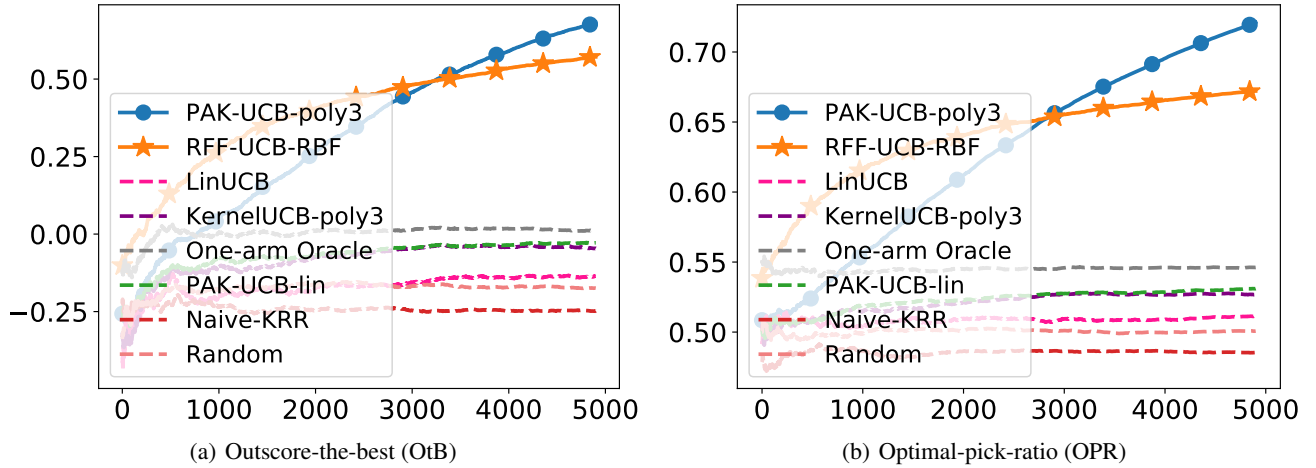 0.50
0.25
0.00
−0.25
PAK-UCB-poly3
RFF-UCB-RBF
LinUCB
KernelUCB-poly3
One-arm Oracle
PAK-UCB-lin
Naive-KRR
Random
0 1000 2000 3000 4000 5000
(a) Outscore-the-best (OtB)
0.70
0.65
0.60
0.55
0.50
PAK-UCB-poly3
RFF-UCB-RBF
LinUCB
KernelUCB-poly3
One-arm Oracle
PAK-UCB-lin
Naive-KRR
Random
0 1000 2000 3000 4000 5000
(b) Optimal-pick-ratio (OPR)